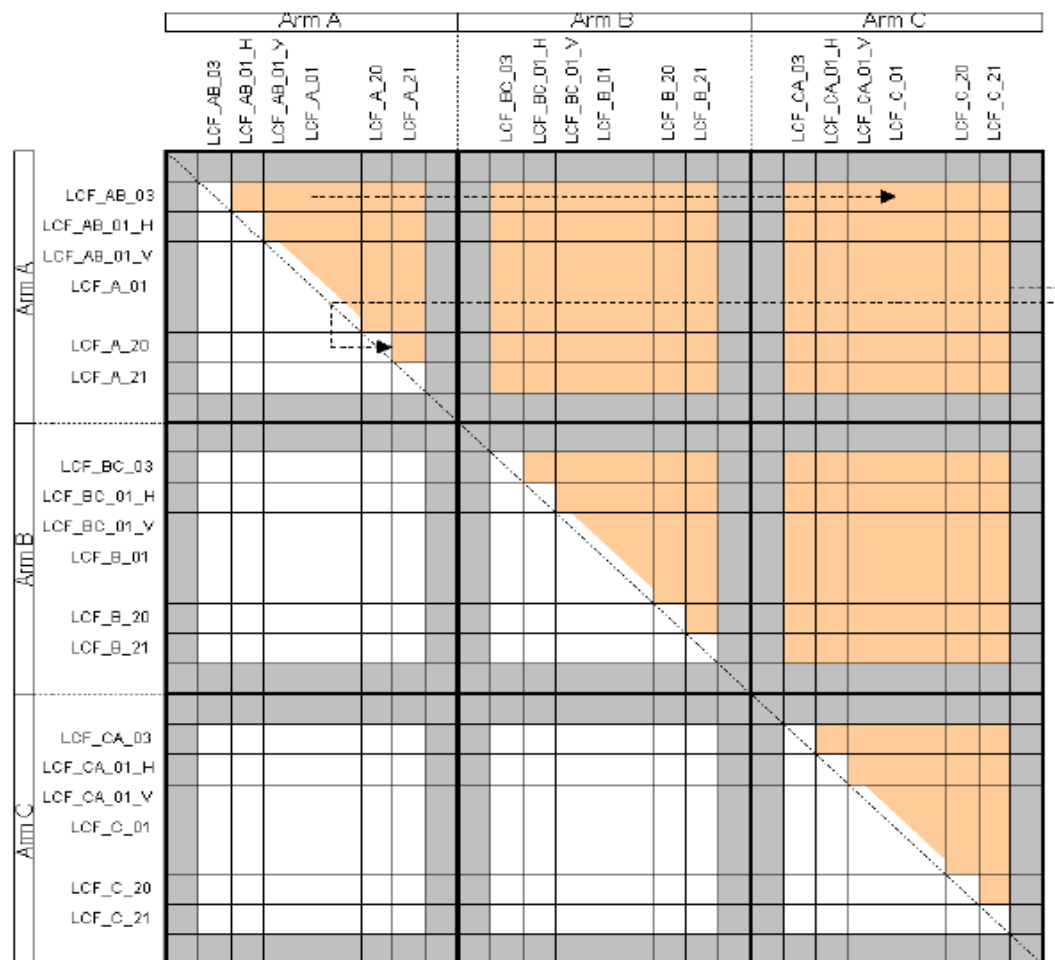 Arm A Arm B Arm C
LCF_AB_03
LCF_AB_01_H
LCF_AB_01_V
LCF_A_01
LCF_A_20
LCF_A_21
LCF_BC_03
LCF_BC_01_H
LCF_BC_01_V
LCF_B_01
LCF_B_20
LCF_B_21
LCF_CA_03
LCF_CA_01_H
LCF_CA_01_V
LCF_C_01
LCF_C_20
LCF_C_21
Arm A
LCF_AB_03
LCF_AB_01_H
LCF_AB_01_V
LCF_A_01
LCF_A_20
LCF_A_21
Arm B
LCF_BC_03
LCF_BC_01_H
LCF_BC_01_V
LCF_B_01
LCF_B_20
LCF_B_21
Arm C
LCF_CA_03
LCF_CA_01_H
LCF_CA_01_V
LCF_C_01
LCF_C_20
LCF_C_21